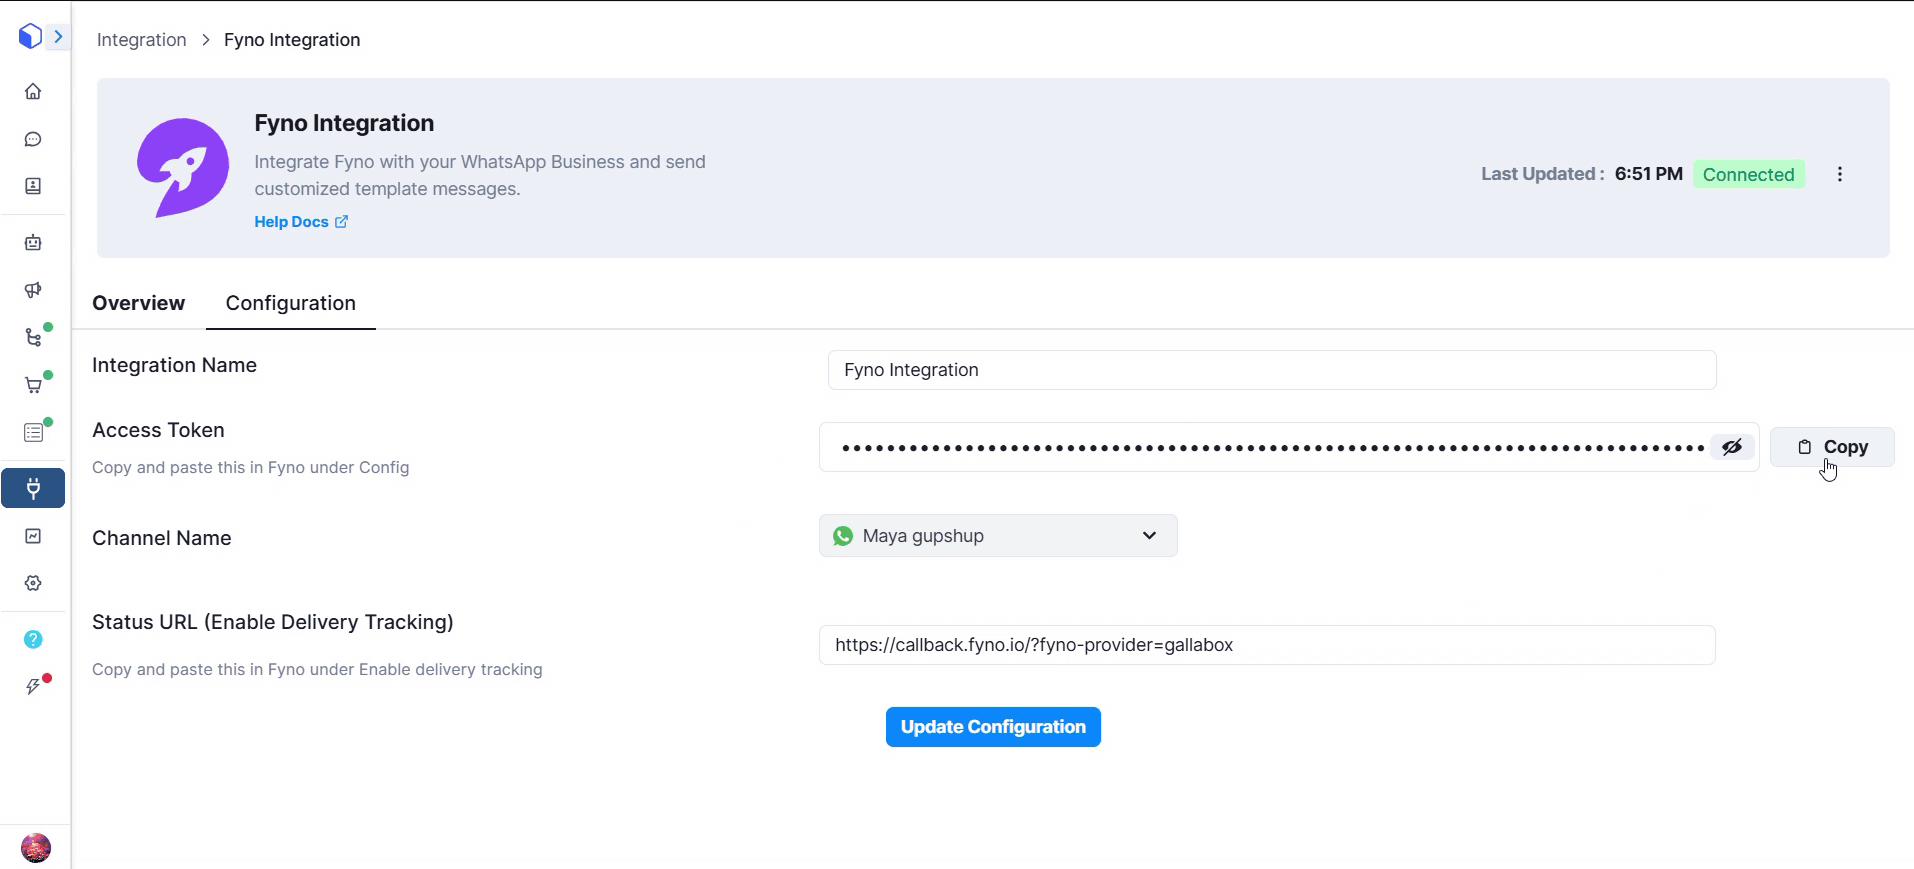 Integration > Fyno Integration
Fyno Integration
Integrate Fyno with your WhatsApp Business and send
customized template messages.
Help Docs
Last Updated : 6:51 PM Connected
Overview Configuration
Integration Name
Fyno Integration
Access Token
Copy and paste this in Fyno under Config
••••••••••••••••••••••••••••••••••••••••••••••••••••••••••••••••••••••••••••••
Copy
Channel Name
Maya gupshup
Status URL (Enable Delivery Tracking)
Copy and paste this in Fyno under Enable delivery tracking
https://callback.fyno.io/?fyno-provider=gallabox
Update Configuration
?